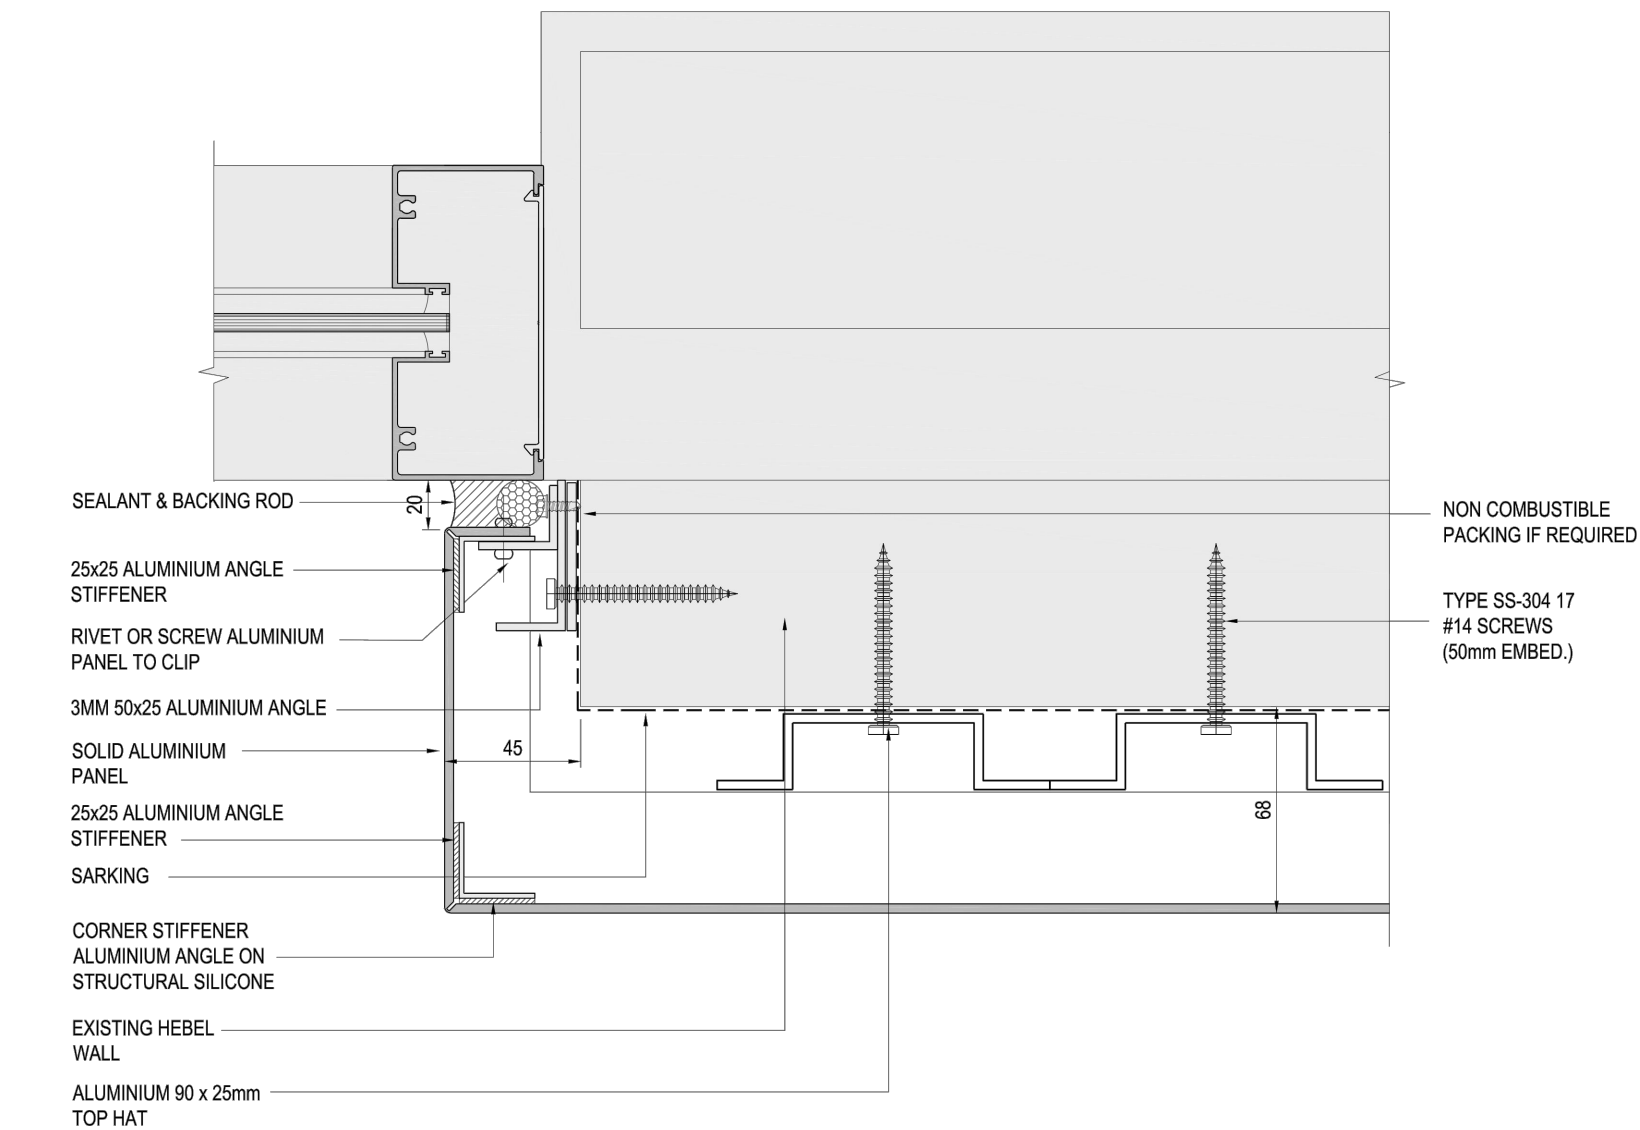 SEALANT & BACKING ROD
20
NON COMBUSTIBLE
PACKING IF REQUIRED
25x25 ALUMINIUM ANGLE
STIFFENER
TYPE SS-304 17
#14 SCREWS
(50mm EMBED.)
RIVET OR SCREW ALUMINIUM
PANEL TO CLIP
3MM 50x25 ALUMINIUM ANGLE
SOLID ALUMINIUM
PANEL
45
25x25 ALUMINIUM ANGLE
STIFFENER
68
SARKING
CORNER STIFFENER
ALUMINIUM ANGLE ON
STRUCTURAL SILICONE
EXISTING HEBEL
WALL
ALUMINIUM 90 x 25mm
TOP HAT